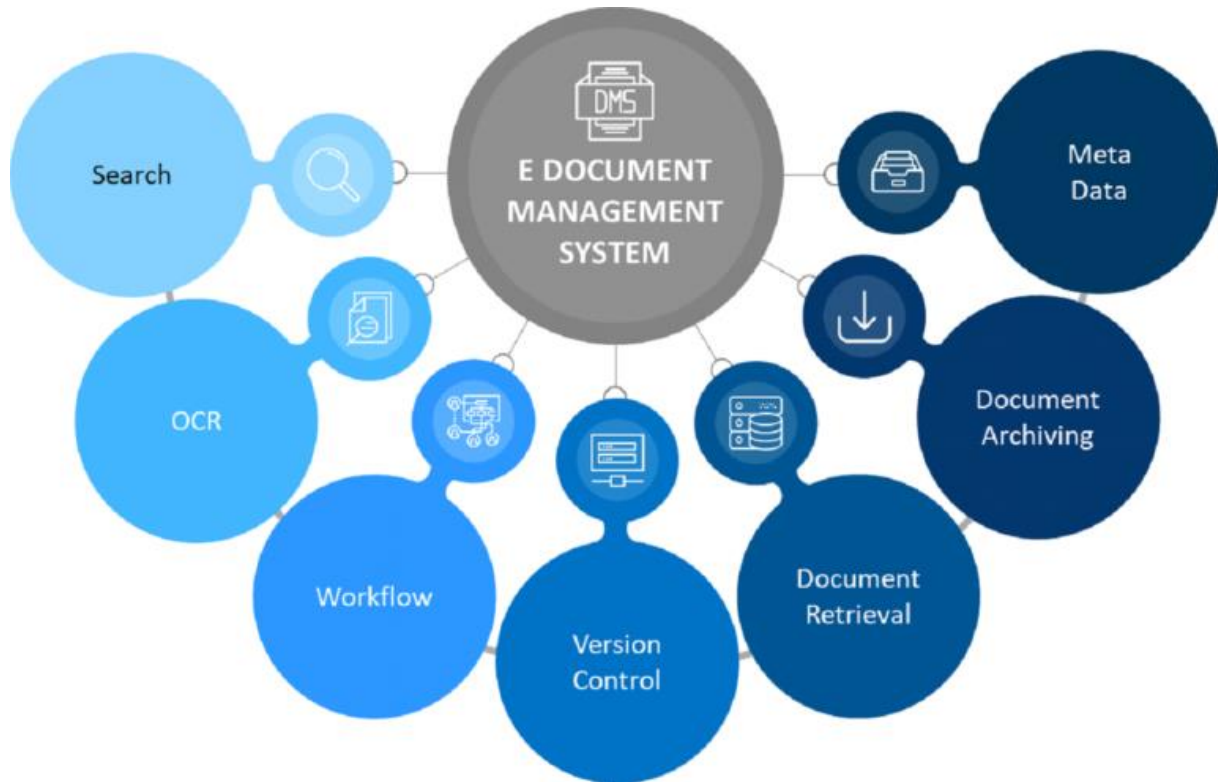 DMS
E DOCUMENT
MANAGEMENT
SYSTEM
Search
OCR
Workflow
Version
Control
Document
Retrieval
Document
Archiving
Meta
Data